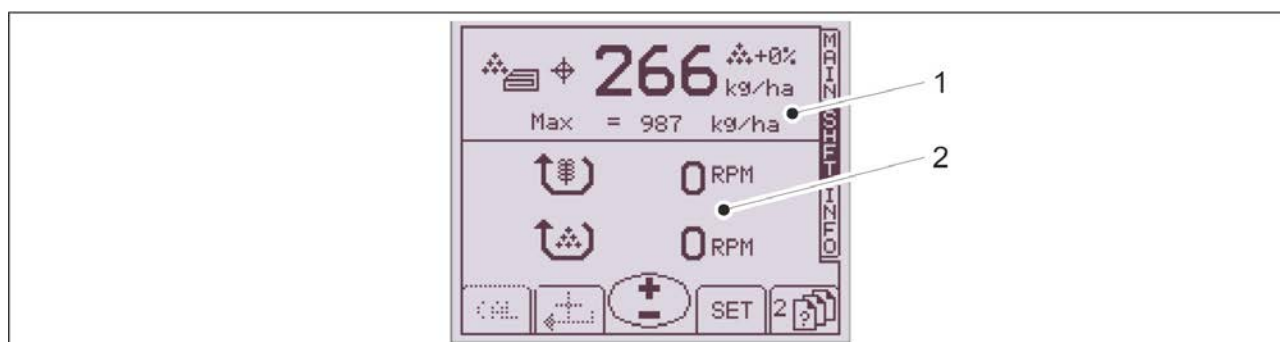 266 +0%
kg/ha
Max = 987 kg/ha
0 RPM
0 RPM
MAIN SHFT INFO
CAL SET 2 ?
1
2